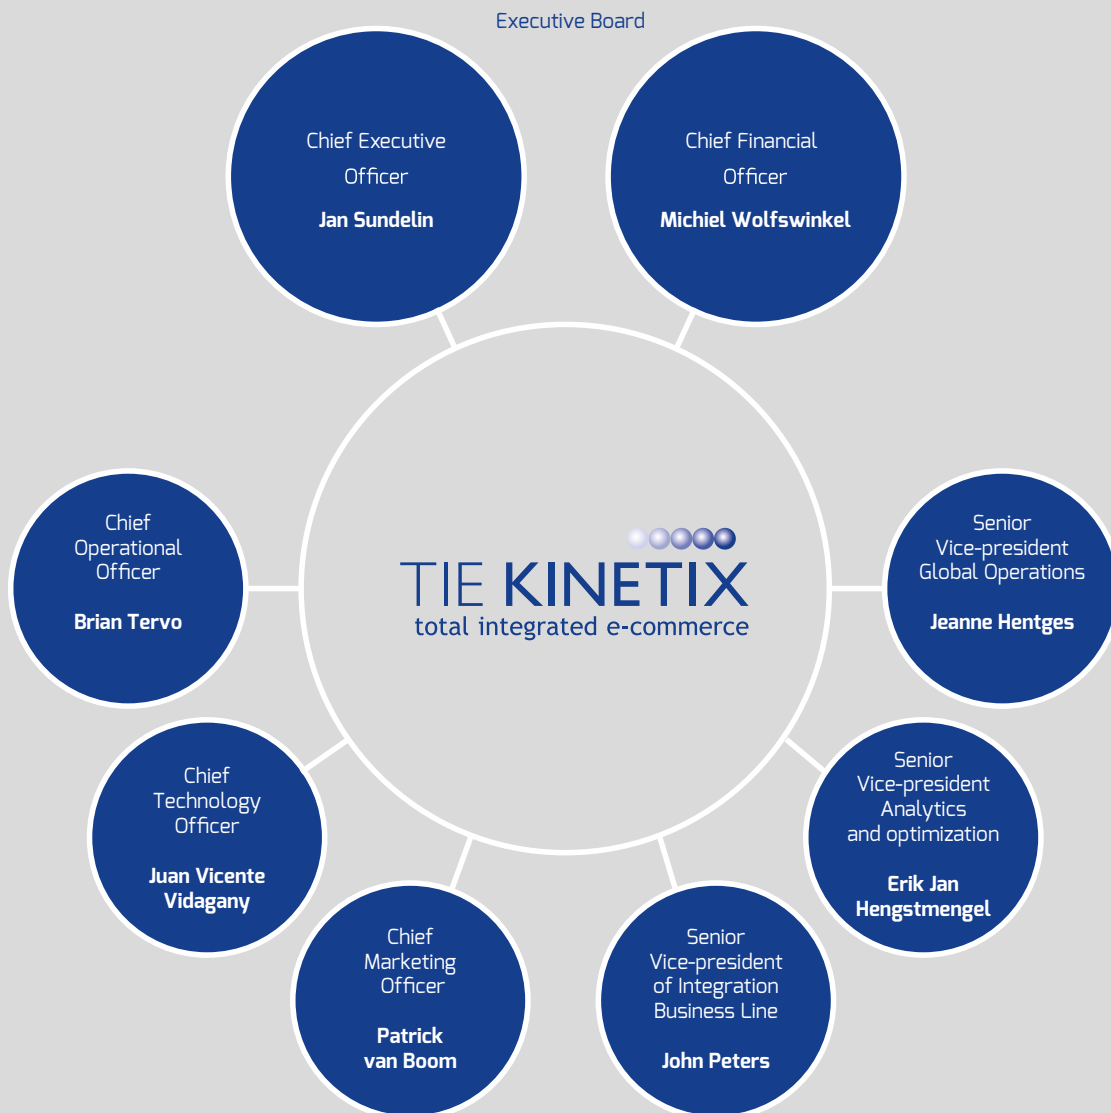 Executive Board
Chief Executive
Officer
Jan Sundelin
Chief Financial
Officer
Michiel Wolfswinkel
TIE KINETIX
total integrated e-commerce
Chief
Operational
Officer
Brian Tervo
Senior
Vice-president
Global Operations
Jeanne Hentges
Chief
Technology
Officer
Juan Vicente
Vidagany
Senior
Vice-president
Analytics
and optimization
Erik Jan
Hengstmengel
Chief
Marketing
Officer
Patrick
van Boom
Senior
Vice-president
of Integration
Business Line
John Peters